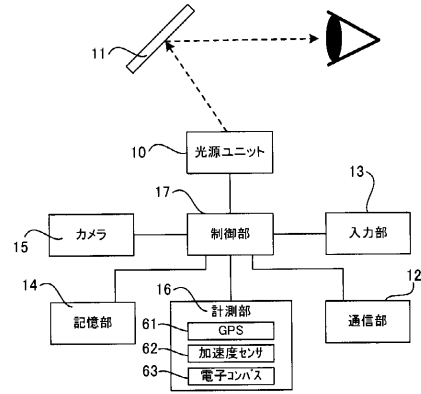 11
10
光源ユニット
17
13
15
カメラ
制御部
入力部
14
記憶部
16
計測部
61
GPS
62
加速度センサ
63
電子コンパス
12
通信部